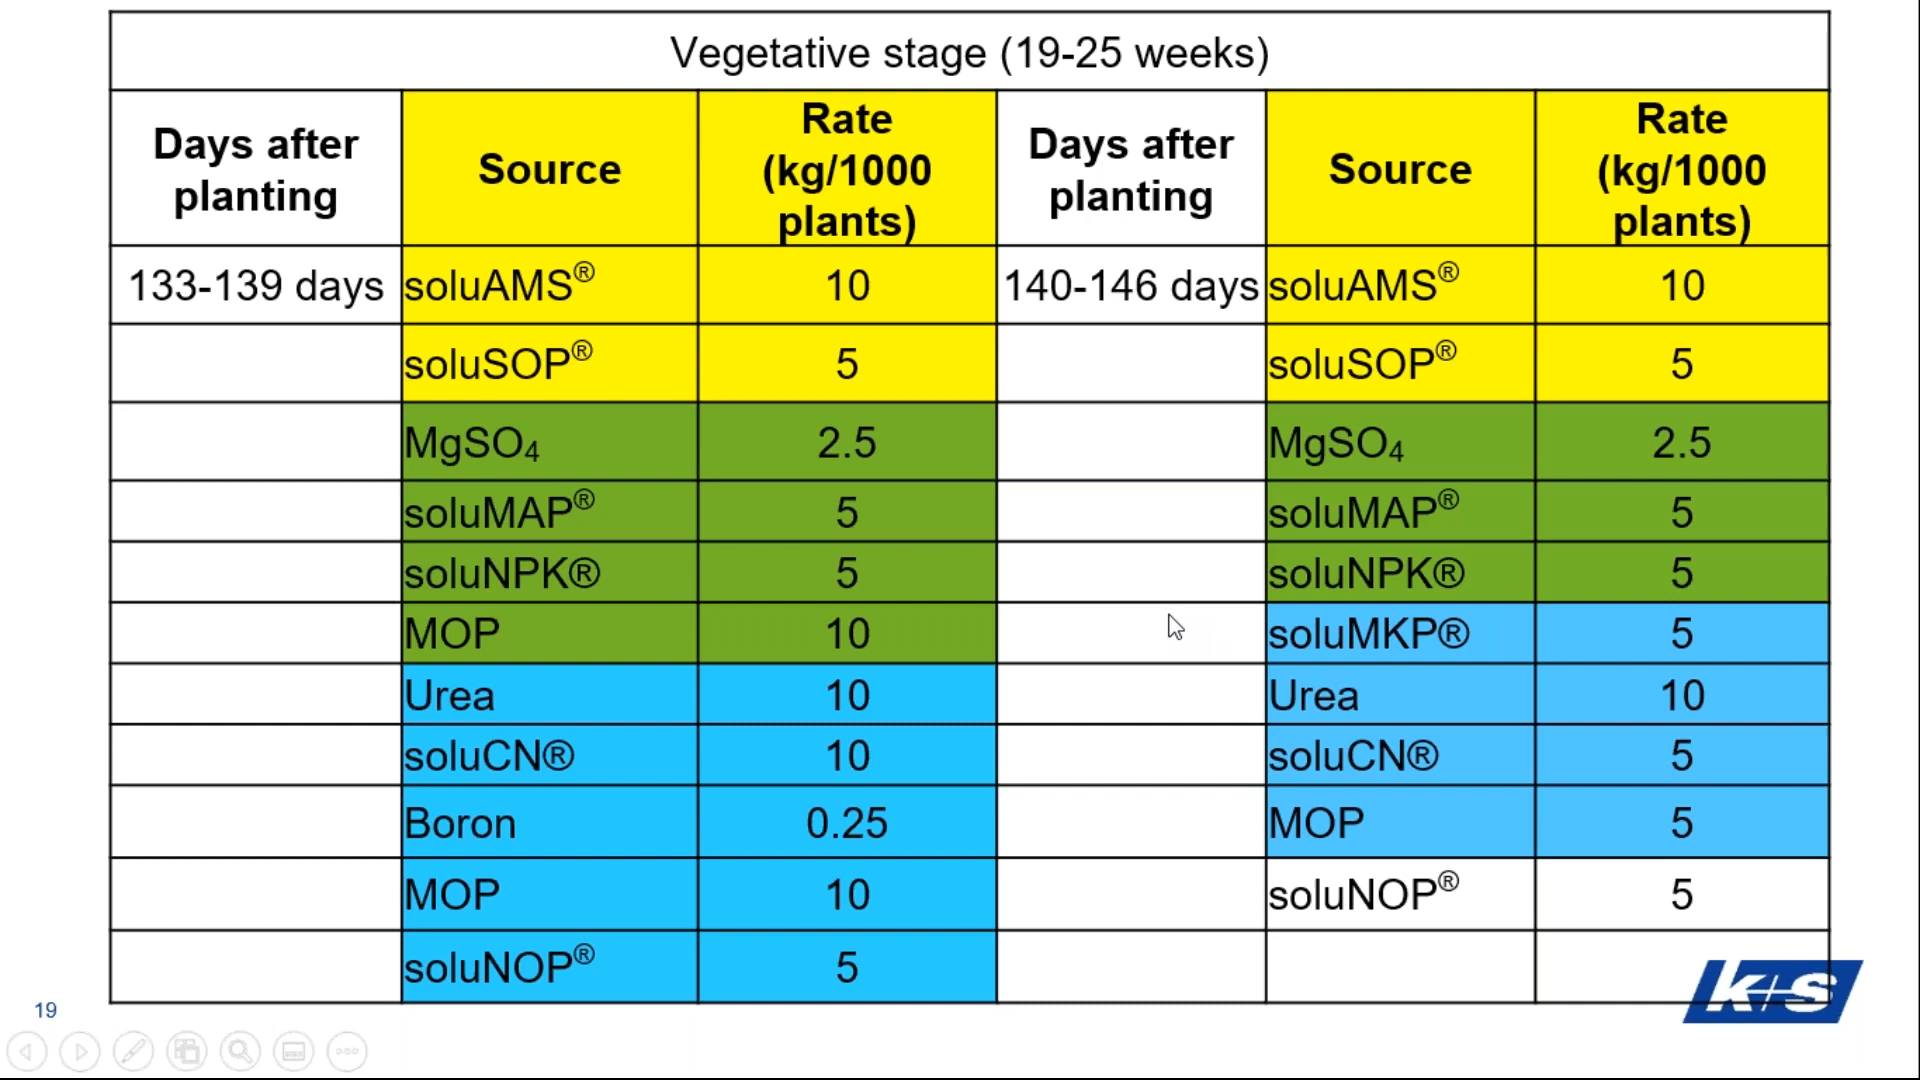 Vegetative stage (19-25 weeks)
Days after planting | Source | Rate (kg/1000 plants) | Days after planting | Source | Rate (kg/1000 plants)
133-139 days | soluAMS® | 10 | 140-146 days | soluAMS® | 10
soluSOP® | 5 | soluSOP® | 5
MgSO₄ | 2.5 | MgSO₄ | 2.5
soluMAP® | 5 | soluMAP® | 5
soluNPK® | 5 | soluNPK® | 5
MOP | 10 | soluMKP® | 5
Urea | 10 | Urea | 10
soluCN® | 10 | soluCN® | 5
Boron | 0.25 | MOP | 5
MOP | 10 | soluNOP® | 5
soluNOP® | 5
19
K+S